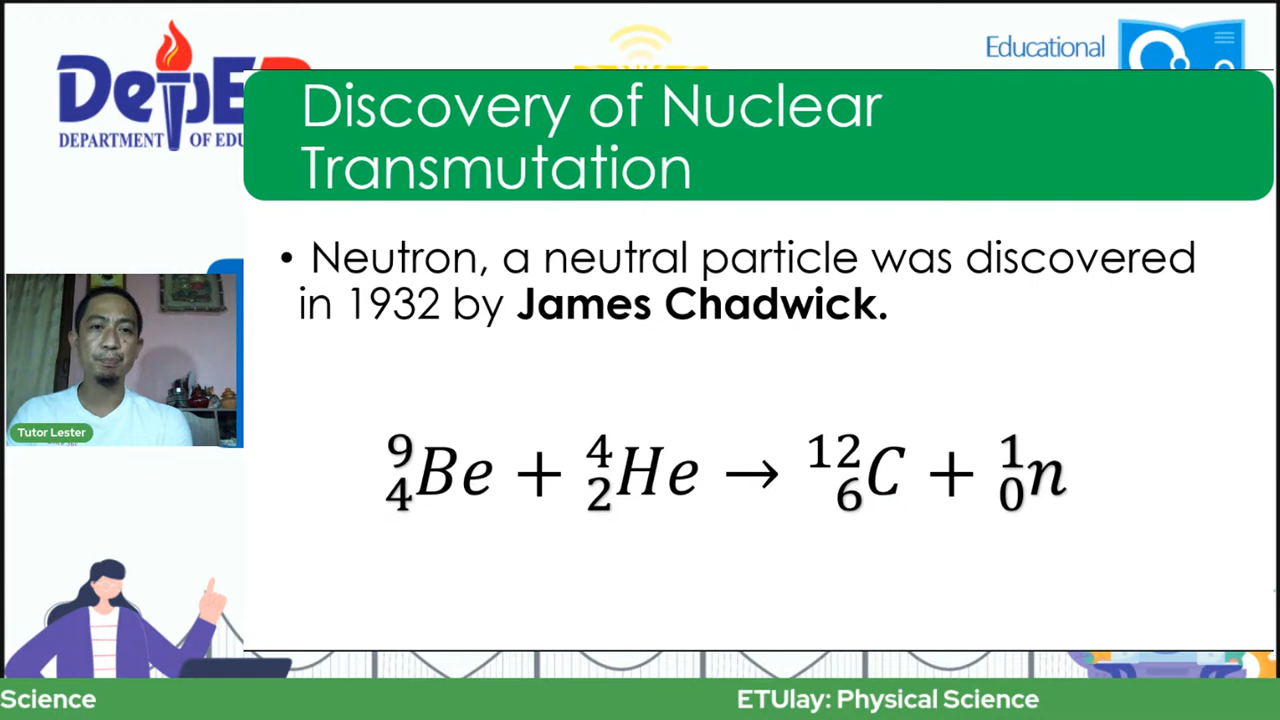 DepED
DEPARTMENT OF EDU
Educational
Discovery of Nuclear
Transmutation
• Neutron, a neutral particle was discovered
in 1932 by James Chadwick.
⁹₄Be + ⁴₂He → ¹²₆C + ¹₀n
Tutor Lester
Science
ETUlay: Physical Science